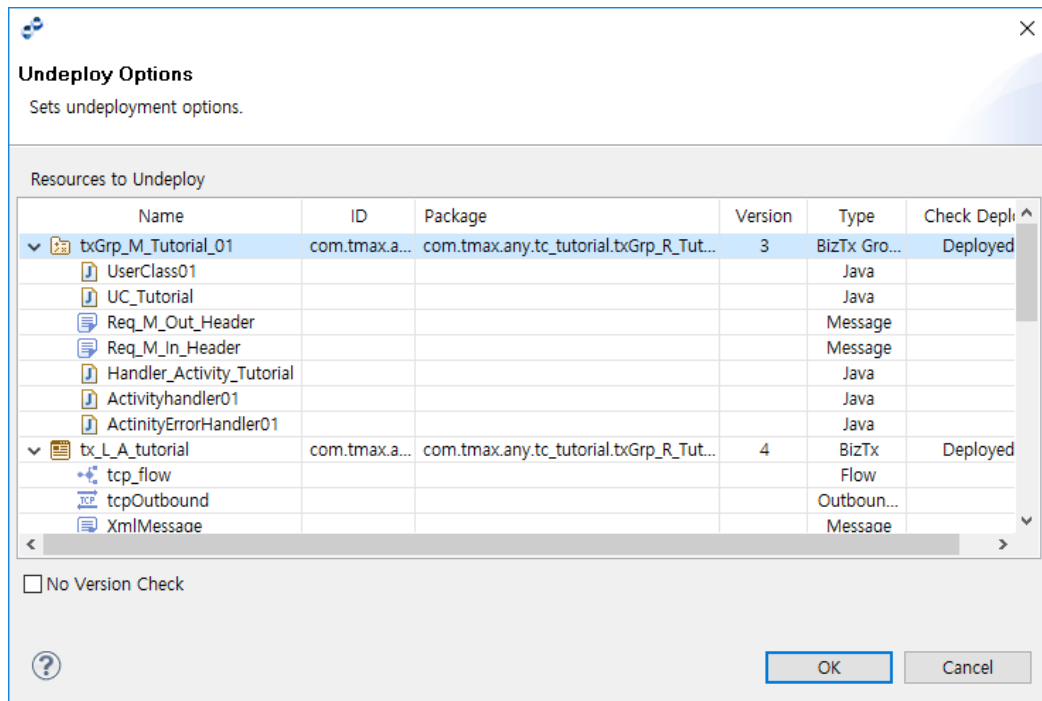 Undeploy Options
Sets undeployment options.
Resources to Undeploy
Name ID Package Version Type Check Depl
txGrp_M_Tutorial_01 com.tmax.a... com.tmax.any.tc_tutorial.txGrp_R_Tut... 3 BizTx Gro... Deployed
UserClass01 Java
UC_Tutorial Java
Req_M_Out_Header Message
Req_M_In_Header Message
Handler_Activity_Tutorial Java
Activityhandler01 Java
ActinityErrorHandler01 Java
tx_L_A_tutorial com.tmax.a... com.tmax.any.tc_tutorial.txGrp_R_Tut... 4 BizTx Deployed
tcp_flow Flow
TCP tcpOutbound Outboun...
XmlMessage Message
No Version Check
OK Cancel